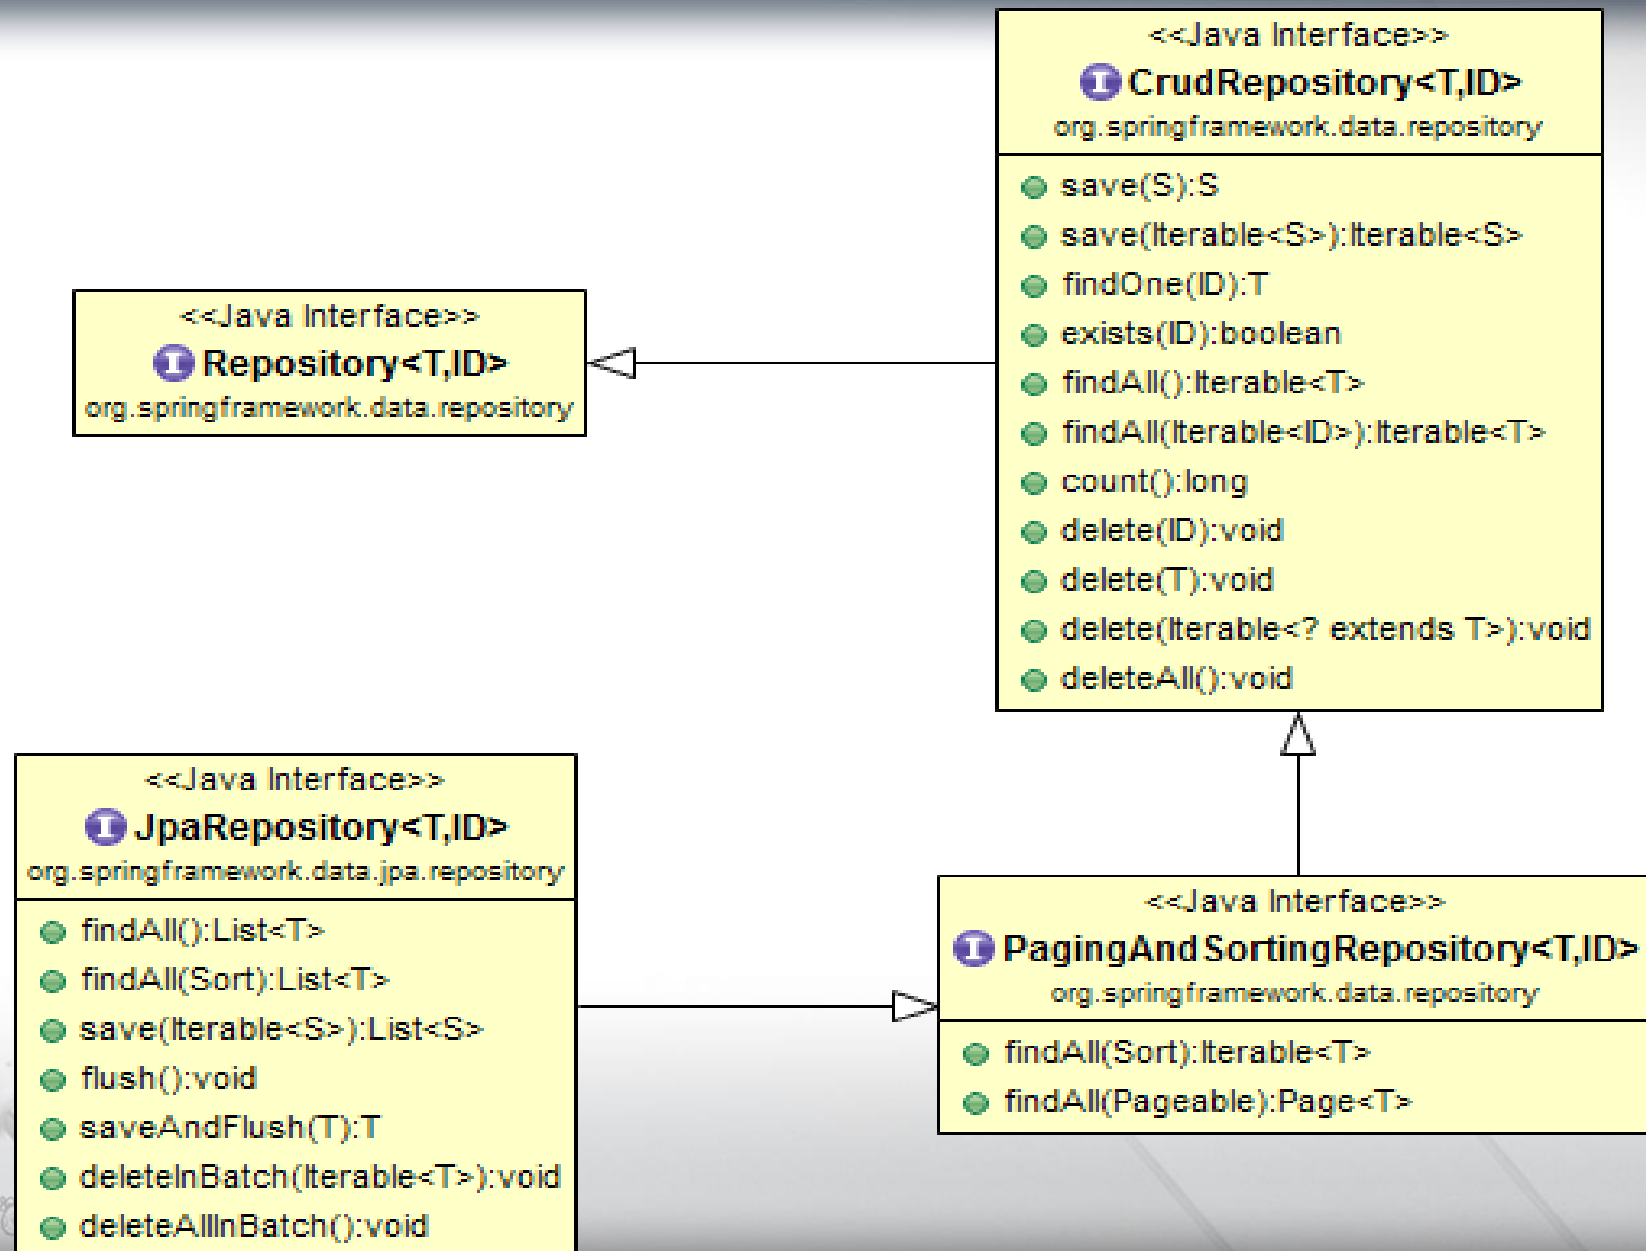 <<Java Interface>>
CrudRepository<T,ID>
org.springframework.data.repository
save(S):S
save(Iterable<S>):Iterable<S>
findOne(ID):T
exists(ID):boolean
findAll():Iterable<T>
findAll(Iterable<ID>):Iterable<T>
count():long
delete(ID):void
delete(T):void
delete(Iterable<? extends T>):void
deleteAll():void
<<Java Interface>>
Repository<T,ID>
org.springframework.data.repository
<<Java Interface>>
JpaRepository<T,ID>
org.springframework.data.jpa.repository
findAll():List<T>
findAll(Sort):List<T>
save(Iterable<S>):List<S>
flush():void
saveAndFlush(T):T
deleteInBatch(Iterable<T>):void
deleteAllInBatch():void
<<Java Interface>>
PagingAndSortingRepository<T,ID>
org.springframework.data.repository
findAll(Sort):Iterable<T>
findAll(Pageable):Page<T>